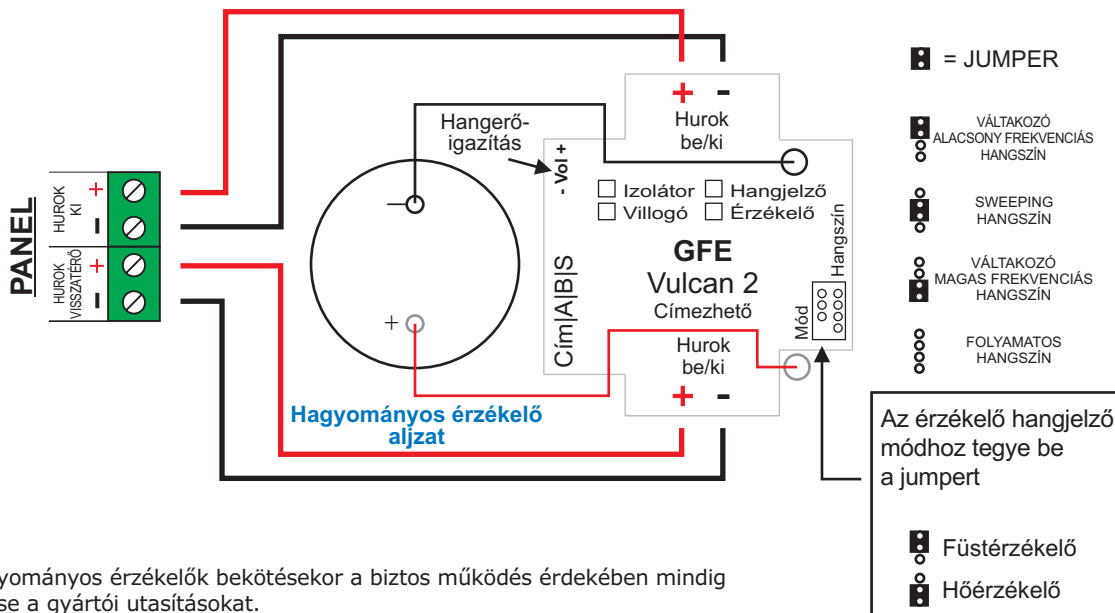 PANEL
HUROK
KI
+
-
HUROK
VISSZATÉRŐ
+
-
Hangerő-
igazítás
- Vol +
+ -
Hurok
be/ki
Izolátor
Hangjelző
Villogó
Érzékelő
GFE
Vulcan 2
Címezhető
Cím|A|B|S
Mód
Hangszín
Hurok
be/ki
+ -
−
+
Hagyományos érzékelő
aljzat
= JUMPER
VÁLTAKOZÓ
ALACSONY FREKVENCIÁS
HANGSZÍN
SWEEPING
HANGSZÍN
VÁLTAKOZÓ
MAGAS FREKVENCIÁS
HANGSZÍN
FOLYAMATOS
HANGSZÍN
Az érzékelő hangjelző
módhoz tegye be
a jumpert
Füstérzékelő
Hőérzékelő
yományos érzékelők bekötésekor a biztos működés érdekében mindig
se a gyártói utasításokat.